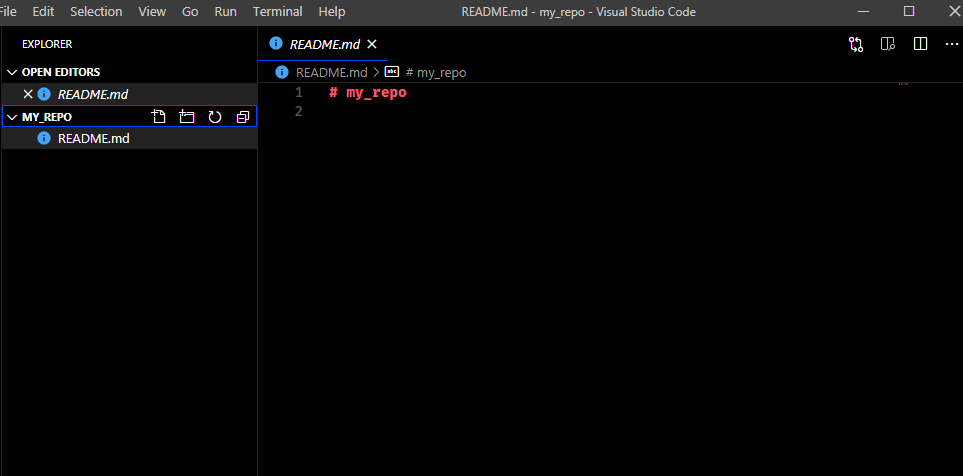 File Edit Selection View Go Run Terminal Help README.md - my_repo - Visual Studio Code
EXPLORER
OPEN EDITORS
README.md
MY_REPO
README.md
README.md
README.md > abc # my_repo
1 # my_repo
2